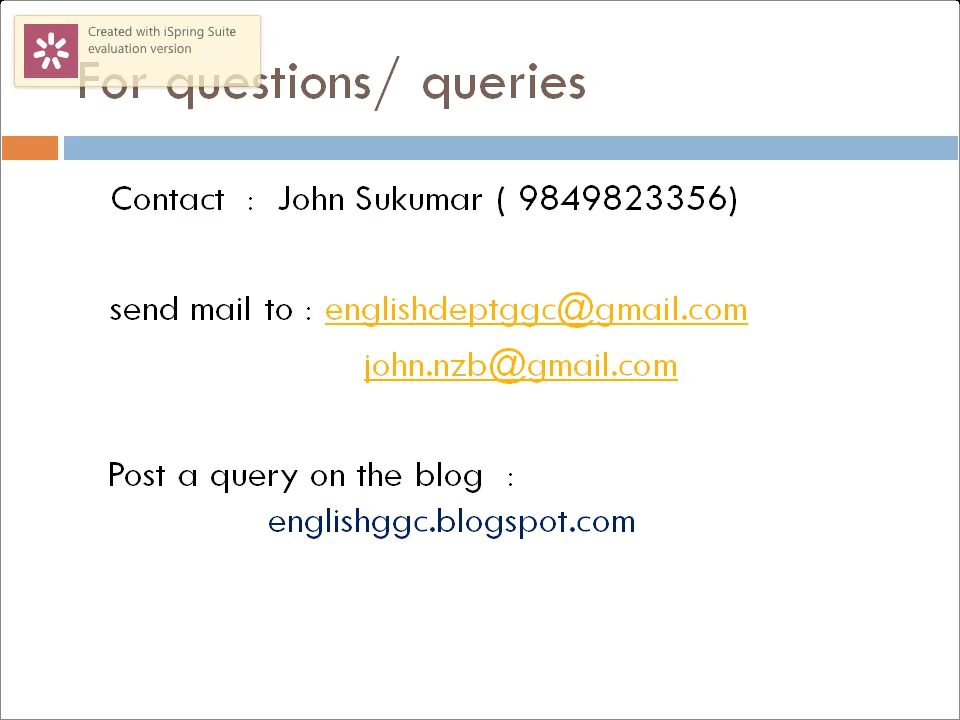 Created with iSpring Suite
evaluation version
For questions/ queries
Contact : John Sukumar ( 9849823356)
send mail to : englishdeptggc@gmail.com
john.nzb@gmail.com
Post a query on the blog :
englishggc.blogspot.com